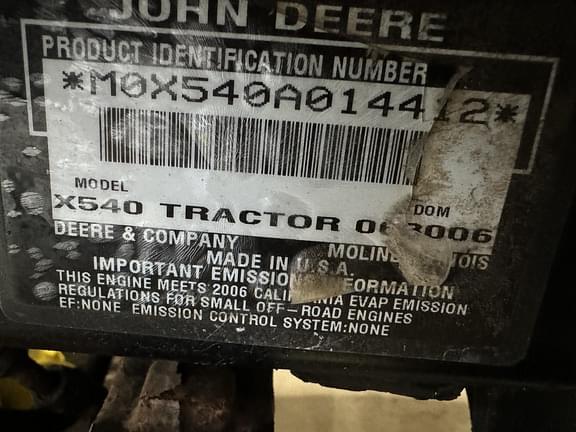 JOHN DEERE
PRODUCT IDENTIFICATION NUMBER
*M0X540A014412*
MODEL
DOM
X540 TRACTOR
DEERE & COMPANY
MADE IN U.S.A.
IMPORTANT EMISSION
THIS ENGINE MEETS 2006 CALIFORNIA EVAP EMISSION
REGULATIONS FOR SMALL OFF-ROAD ENGINES
EF:NONE EMISSION CONTROL SYSTEM:NONE